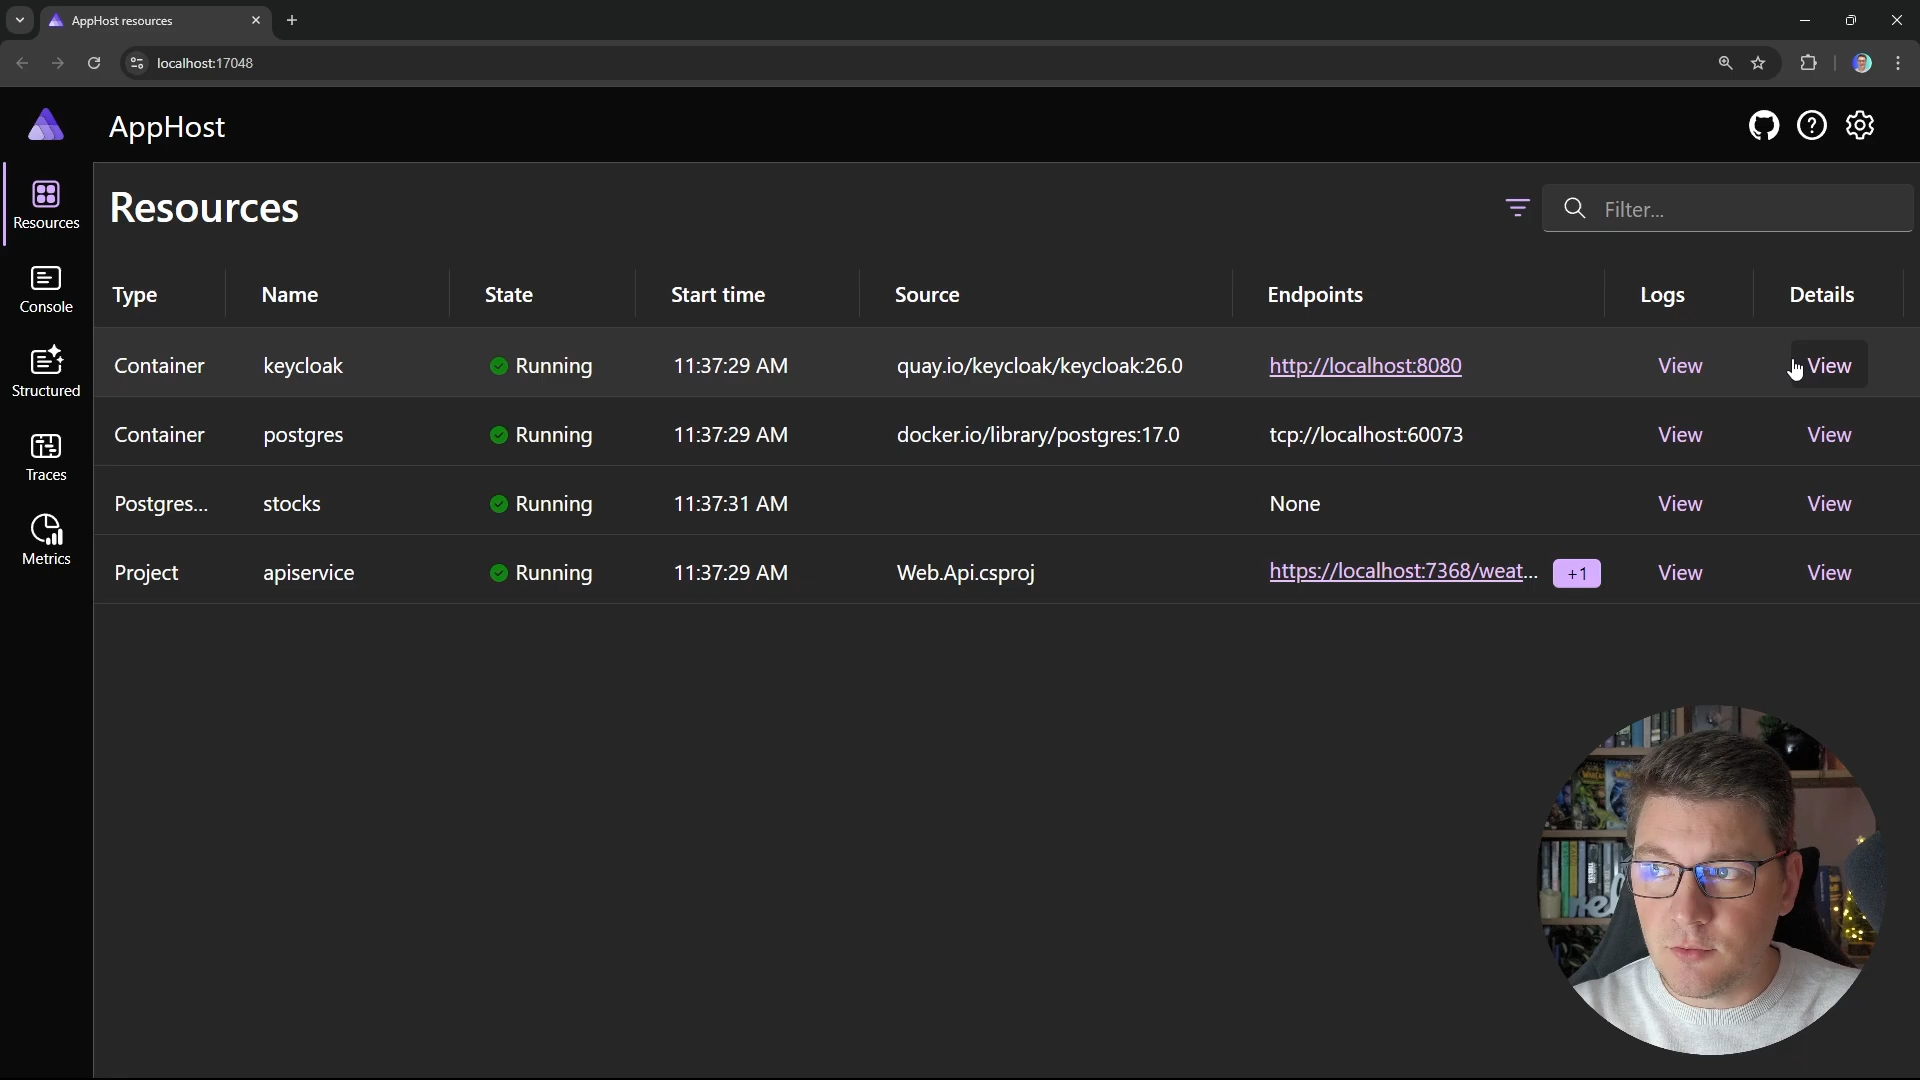 AppHost resources
localhost:17048
AppHost
Resources
Console
Structured
Traces
Metrics
Resources
Filter...
Type Name State Start time Source Endpoints Logs Details
Container keycloak Running 11:37:29 AM quay.io/keycloak/keycloak:26.0 http://localhost:8080 View View
Container postgres Running 11:37:29 AM docker.io/library/postgres:17.0 tcp://localhost:60073 View View
Postgres... stocks Running 11:37:31 AM None View View
Project apiservice Running 11:37:29 AM Web.Api.csproj https://localhost:7368/weat... +1 View View